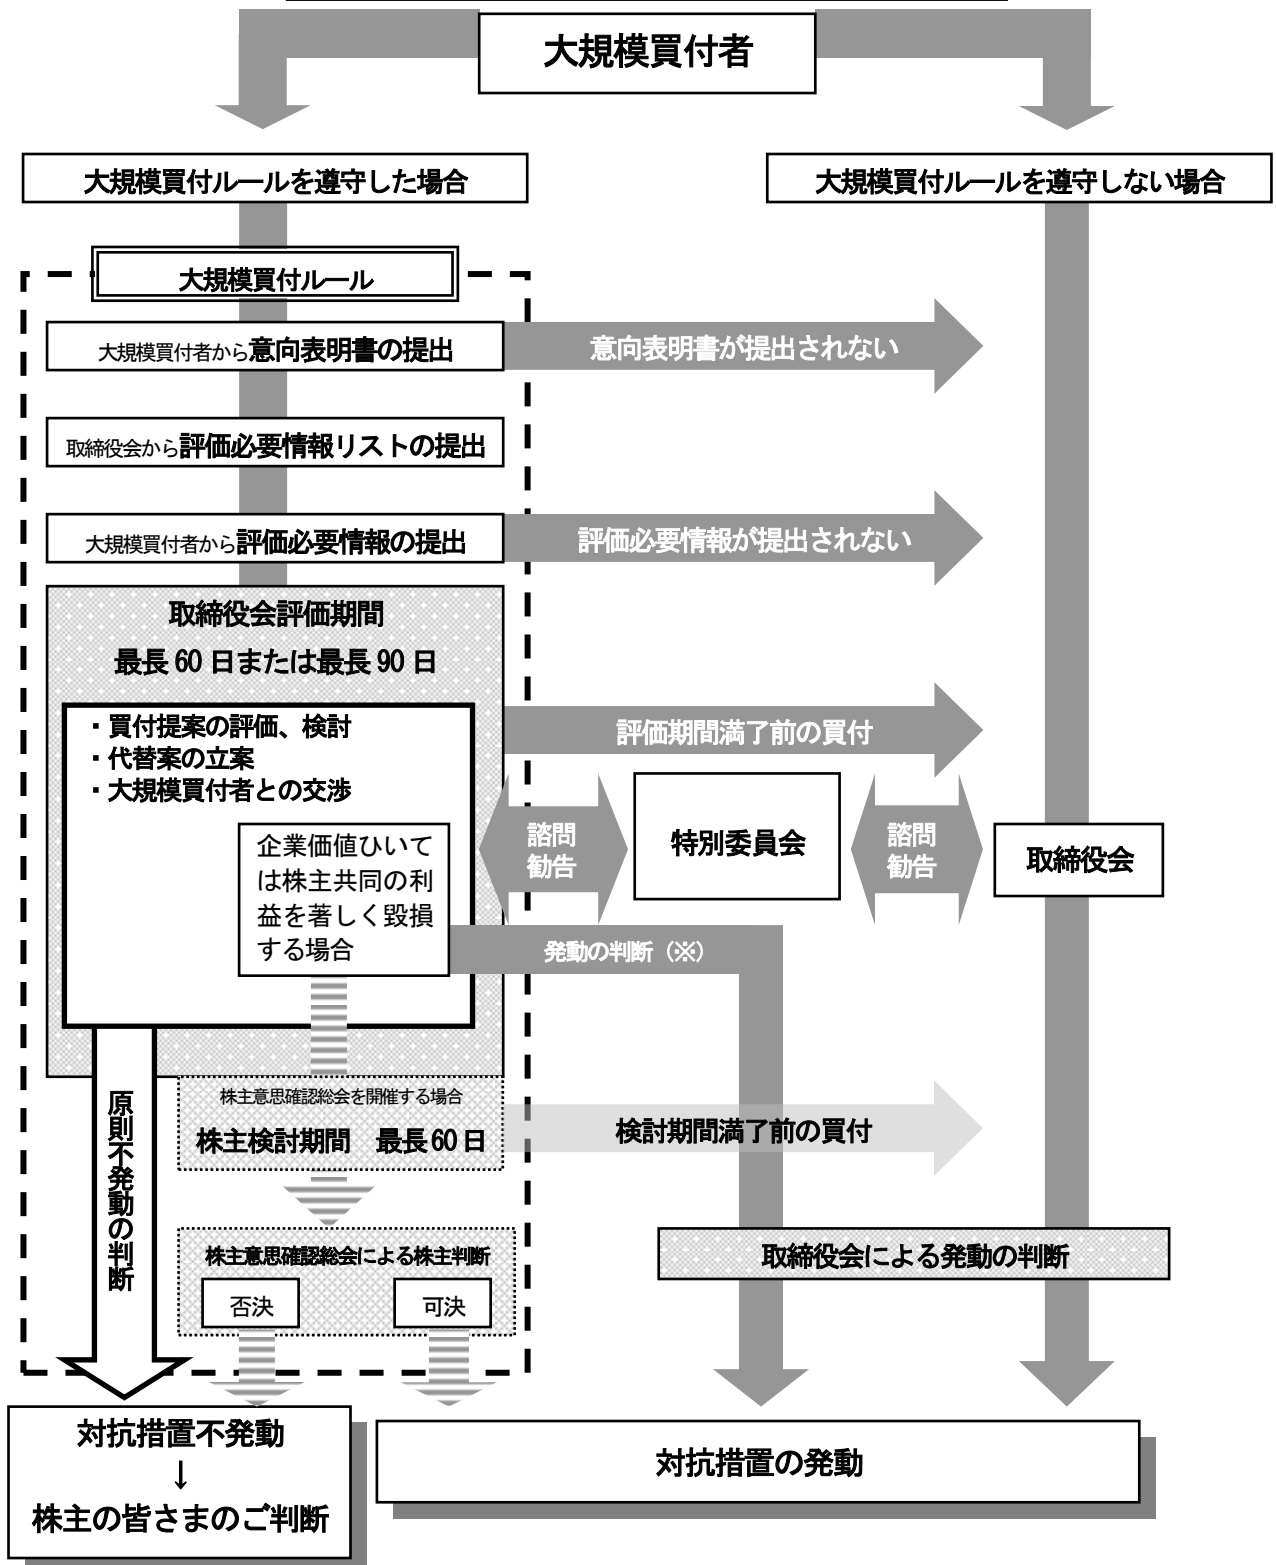 大規模買付者
大規模買付ルールを遵守した場合
大規模買付ルールを遵守しない場合
大規模買付ルール
大規模買付者から意向表明書の提出
意向表明書が提出されない
取締役会から評価必要情報リストの提出
大規模買付者から評価必要情報の提出
評価必要情報が提出されない
取締役会評価期間
最長60日または最長90日
・買付提案の評価、検討
・代替案の立案
・大規模買付者との交渉
評価期間満了前の買付
企業価値ひいて
は株主共同の利
益を著しく毀損
する場合
諮問
勧告
特別委員会
諮問
勧告
取締役会
発動の判断（※）
原則不発動の判断
株主意思確認総会を開催する場合
株主検討期間　最長60日
検討期間満了前の買付
株主意思確認総会による株主判断
否決
可決
取締役会による発動の判断
対抗措置不発動
↓
株主の皆さまのご判断
対抗措置の発動